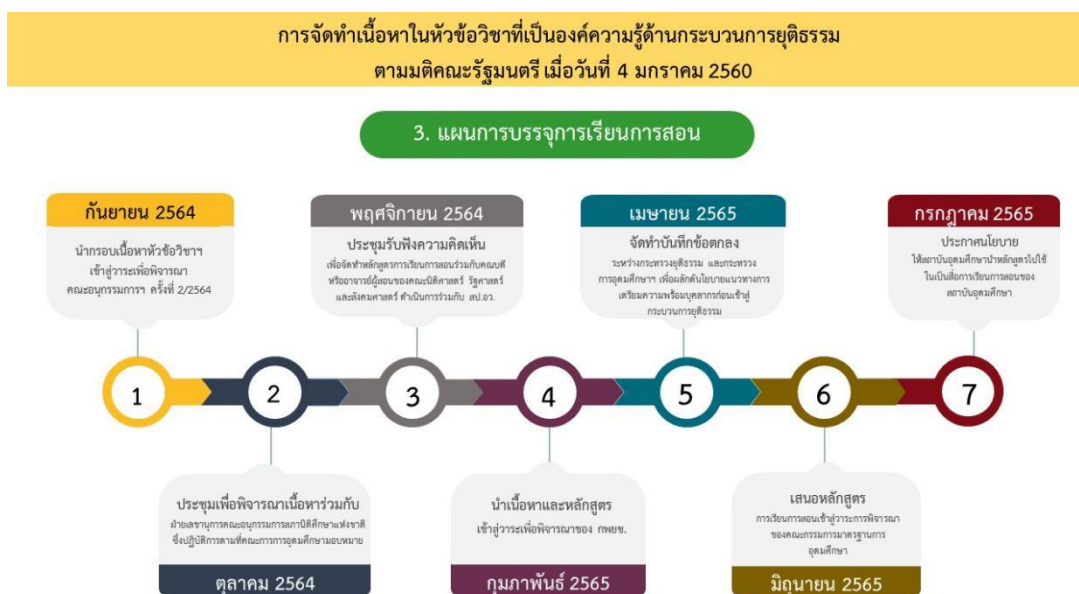 การจัดทำเนื้อหาในหัวข้อวิชาที่เป็นองค์ความรู้ด้านกระบวนการยุติธรรม
ตามมติคณะรัฐมนตรี เมื่อวันที่ 4 มกราคม 2560
3. แผนการบรรจุการเรียนการสอน
กันยายน 2564
นำกรอบเนื้อหาหัวข้อวิชาฯ
เข้าสู่วาระเพื่อพิจารณา
คณะอนุกรรมการฯ ครั้งที่ 2/2564
พฤศจิกายน 2564
ประชุมรับฟังความคิดเห็น
เพื่อจัดทำหลักสูตรการเรียนการสอนร่วมกับคณบดี
หรืออาจารย์ผู้สอนของคณะนิติศาสตร์ รัฐศาสตร์
และสังคมศาสตร์ ดำเนินการร่วมกับ สป.อว.
เมษายน 2565
จัดทำบันทึกข้อตกลง
ระหว่างกระทรวงยุติธรรม และกระทรวง
การอุดมศึกษาฯ เพื่อผลักดันนโยบายแนวทางการ
เตรียมความพร้อมบุคลากรก่อนเข้าสู่
กระบวนการยุติธรรม
กรกฎาคม 2565
ประกาศนโยบาย
ให้สถาบันอุดมศึกษานำหลักสูตรไปใช้
ในเป็นสื่อการเรียนการสอนของ
สถาบันอุดมศึกษา
1
2
3
4
5
6
7
ประชุมเพื่อพิจารณาเนื้อหาร่วมกับ
ฝ่ายเลขานุการคณะอนุกรรมการสภานิติศึกษาแห่งชาติ
ซึ่งปฏิบัติการตามที่คณะการการอุดมศึกษามอบหมาย
ตุลาคม 2564
นำเนื้อหาและหลักสูตร
เข้าสู่วาระเพื่อพิจารณาของ กพยช.
กุมภาพันธ์ 2565
เสนอหลักสูตร
การเรียนการสอนเข้าสู่วาระการพิจารณา
ของคณะกรรมการมาตรฐานการ
อุดมศึกษา
มิถุนายน 2565